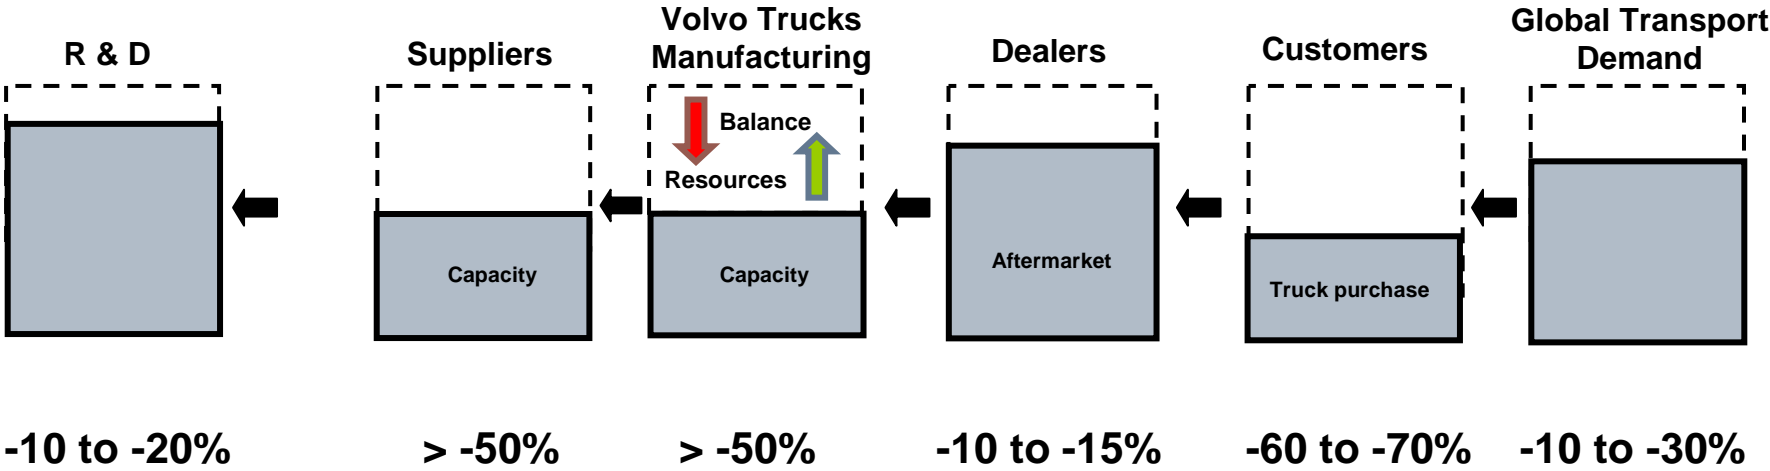 R & D
Suppliers
Volvo Trucks
Manufacturing
Dealers
Customers
Global Transport
Demand
Balance
Resources
Capacity
Capacity
Aftermarket
Truck purchase
-10 to -20%
> -50%
> -50%
-10 to -15%
-60 to -70%
-10 to -30%